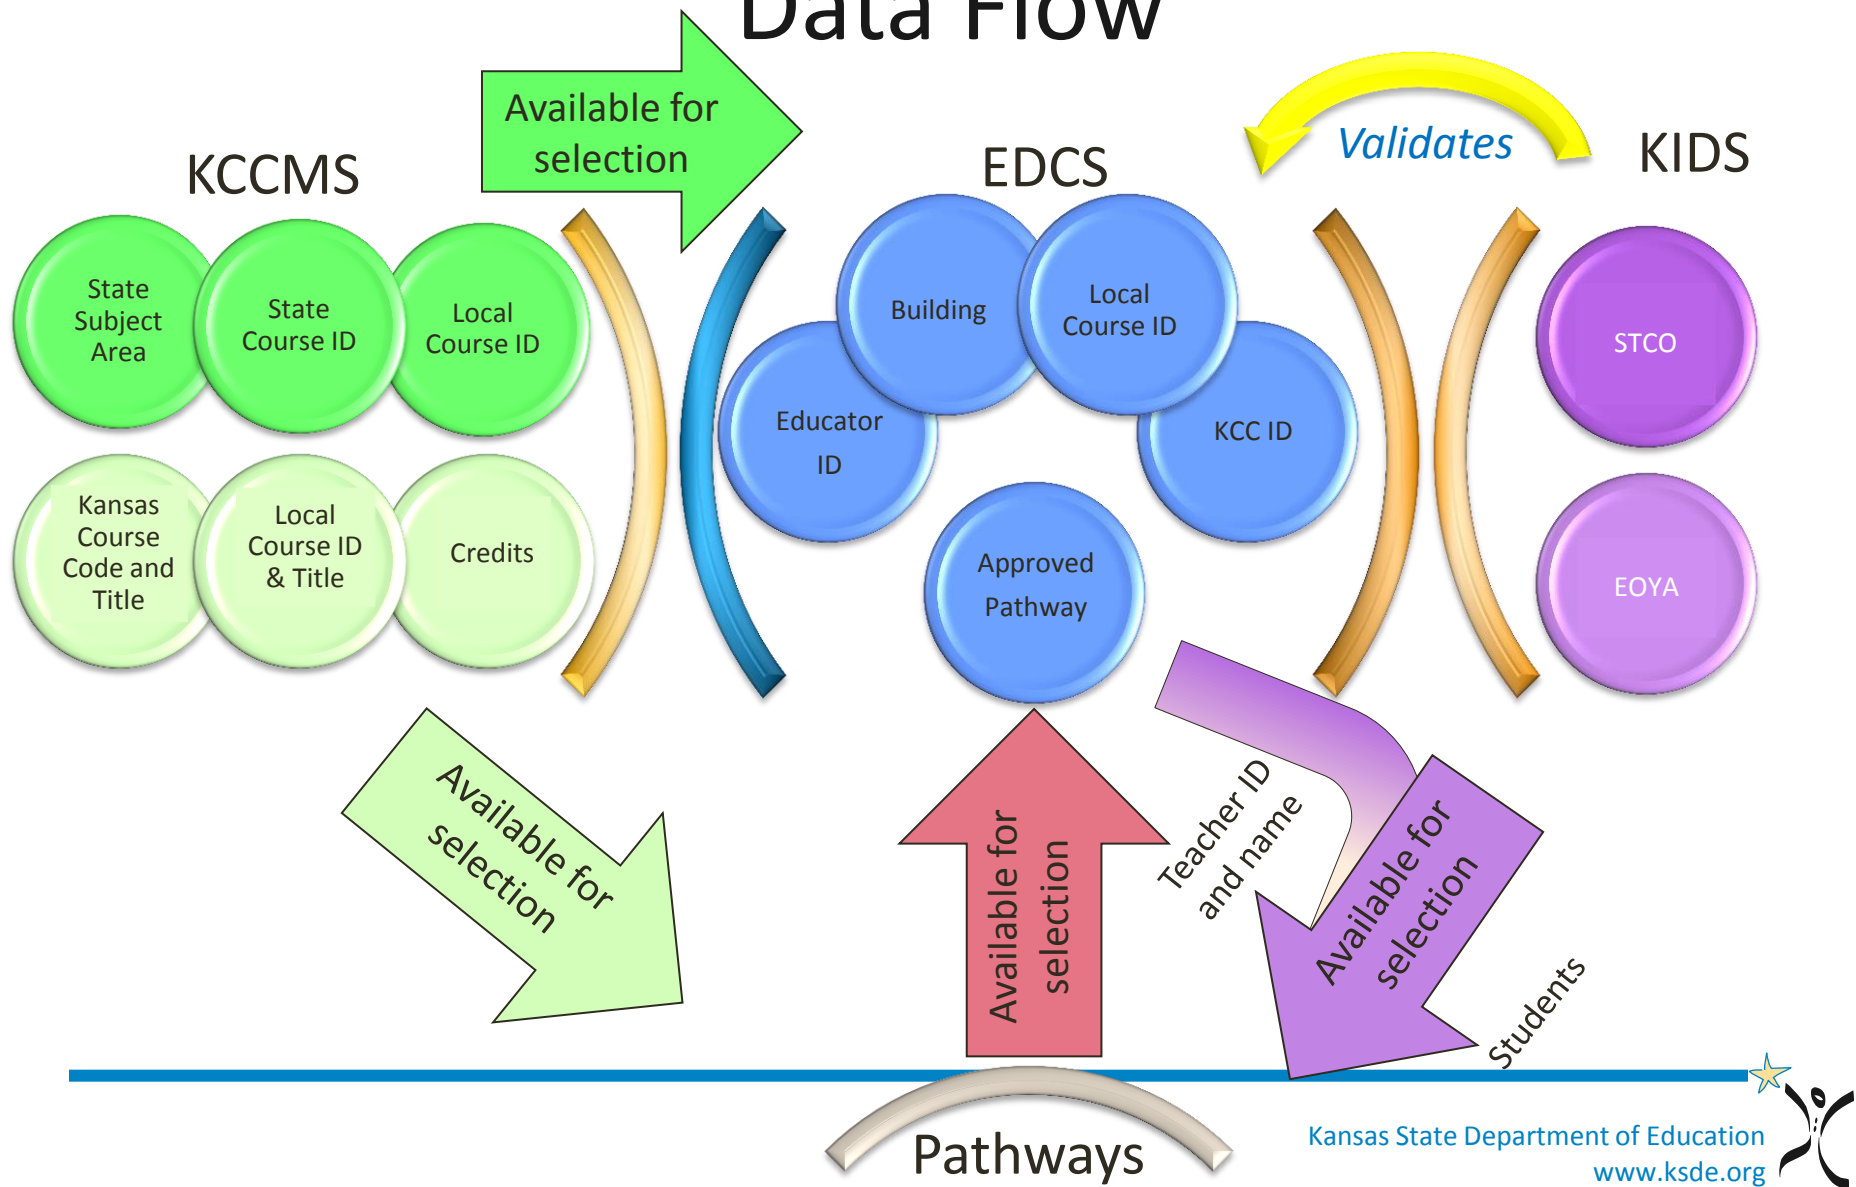 Data Flow
Available for
selection
Validates
KCCMS
EDCS
KIDS
State
Subject
Area
State
Course ID
Local
Course ID
Kansas
Course
Code and
Title
Local
Course ID
& Title
Credits
Building
Local
Course ID
Educator
ID
KCC ID
Approved
Pathway
STCO
EOYA
Available for
selection
Available for
selection
Teacher ID
and name
Available for
selection
Students
Pathways
Kansas State Department of Education
www.ksde.org